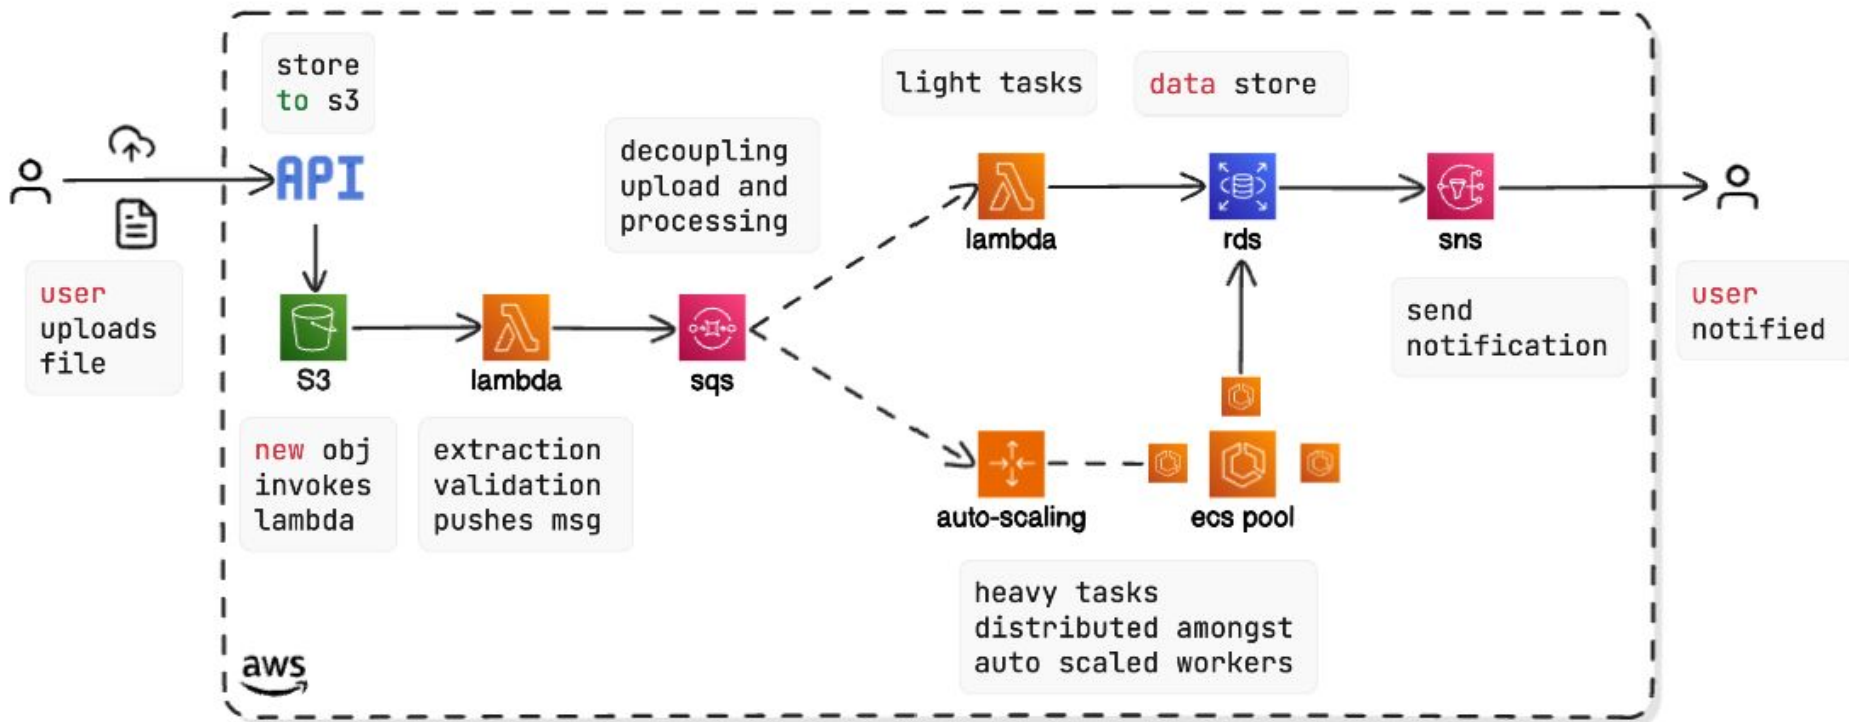 store
to s3
API
user
uploads
file
S3
new obj
invokes
lambda
lambda
extraction
validation
pushes msg
decoupling
upload and
processing
sqs
light tasks
lambda
data store
rds
sns
send
notification
user
notified
auto-scaling
ecs pool
heavy tasks
distributed amongst
auto scaled workers
aws